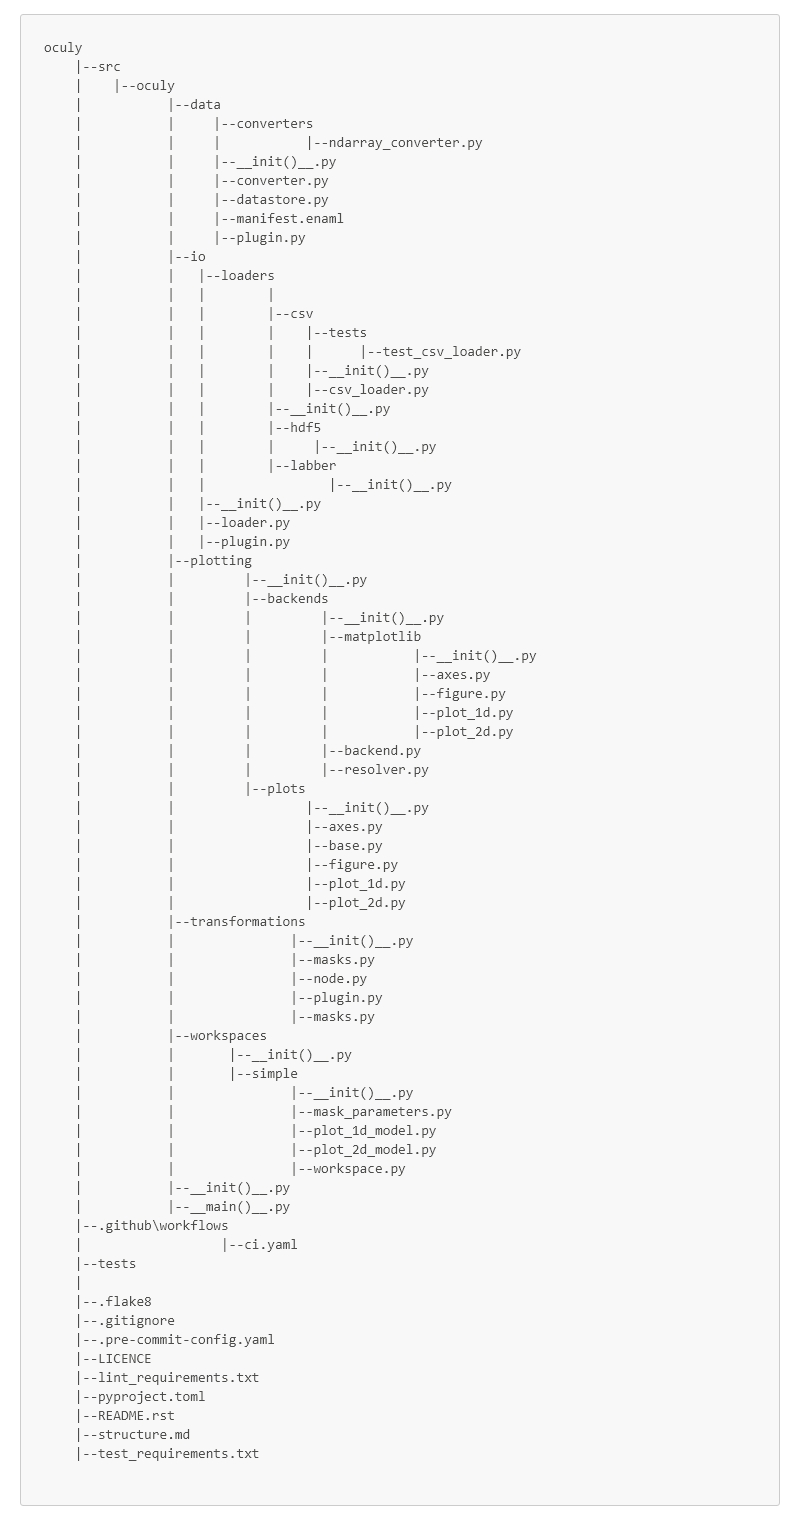 oculy
    |--src
    |    |--oculy
    |           |--data
    |           |     |--converters
    |           |     |           |--ndarray_converter.py
    |           |     |--__init()__.py
    |           |     |--converter.py
    |           |     |--datastore.py
    |           |     |--manifest.enaml
    |           |     |--plugin.py
    |           |--io
    |           |   |--loaders
    |           |   |        |
    |           |   |        |--csv
    |           |   |        |    |--tests
    |           |   |        |    |      |--test_csv_loader.py
    |           |   |        |    |--__init()__.py
    |           |   |        |    |--csv_loader.py
    |           |   |        |--__init()__.py
    |           |   |        |--hdf5
    |           |   |        |     |--__init()__.py
    |           |   |        |--labber
    |           |   |                |--__init()__.py
    |           |   |--__init()__.py
    |           |   |--loader.py
    |           |   |--plugin.py
    |           |--plotting
    |           |         |--__init()__.py
    |           |         |--backends
    |           |         |         |--__init()__.py
    |           |         |         |--matplotlib
    |           |         |         |           |--__init()__.py
    |           |         |         |           |--axes.py
    |           |         |         |           |--figure.py
    |           |         |         |           |--plot_1d.py
    |           |         |         |           |--plot_2d.py
    |           |         |         |--backend.py
    |           |         |         |--resolver.py
    |           |         |--plots
    |           |                 |--__init()__.py
    |           |                 |--axes.py
    |           |                 |--base.py
    |           |                 |--figure.py
    |           |                 |--plot_1d.py
    |           |                 |--plot_2d.py
    |           |--transformations
    |           |               |--__init()__.py
    |           |               |--masks.py
    |           |               |--node.py
    |           |               |--plugin.py
    |           |               |--masks.py
    |           |--workspaces
    |           |       |--__init()__.py
    |           |       |--simple
    |           |               |--__init()__.py
    |           |               |--mask_parameters.py
    |           |               |--plot_1d_model.py
    |           |               |--plot_2d_model.py
    |           |               |--workspace.py
    |           |--__init()__.py
    |           |--__main()__.py
    |--.github\workflows
    |                  |--ci.yaml
    |--tests
    |
    |--.flake8
    |--.gitignore
    |--.pre-commit-config.yaml
    |--LICENCE
    |--lint_requirements.txt
    |--pyproject.toml
    |--README.rst
    |--structure.md
    |--test_requirements.txt